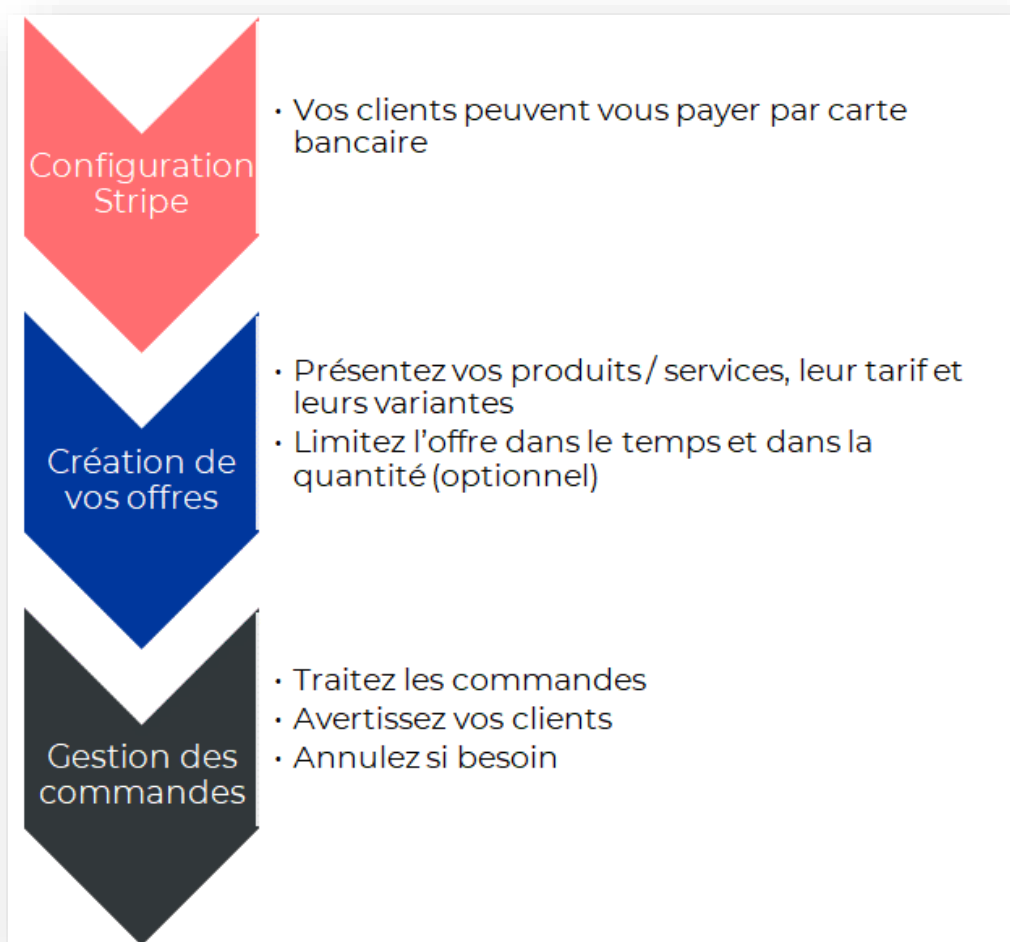 Configuration
Stripe
• Vos clients peuvent vous payer par carte
bancaire
Création de
vos offres
• Présentez vos produits / services, leur tarif et
leurs variantes
• Limitez l’offre dans le temps et dans la
quantité (optionnel)
Gestion des
commandes
• Traitez les commandes
• Avertissez vos clients
• Annulez si besoin